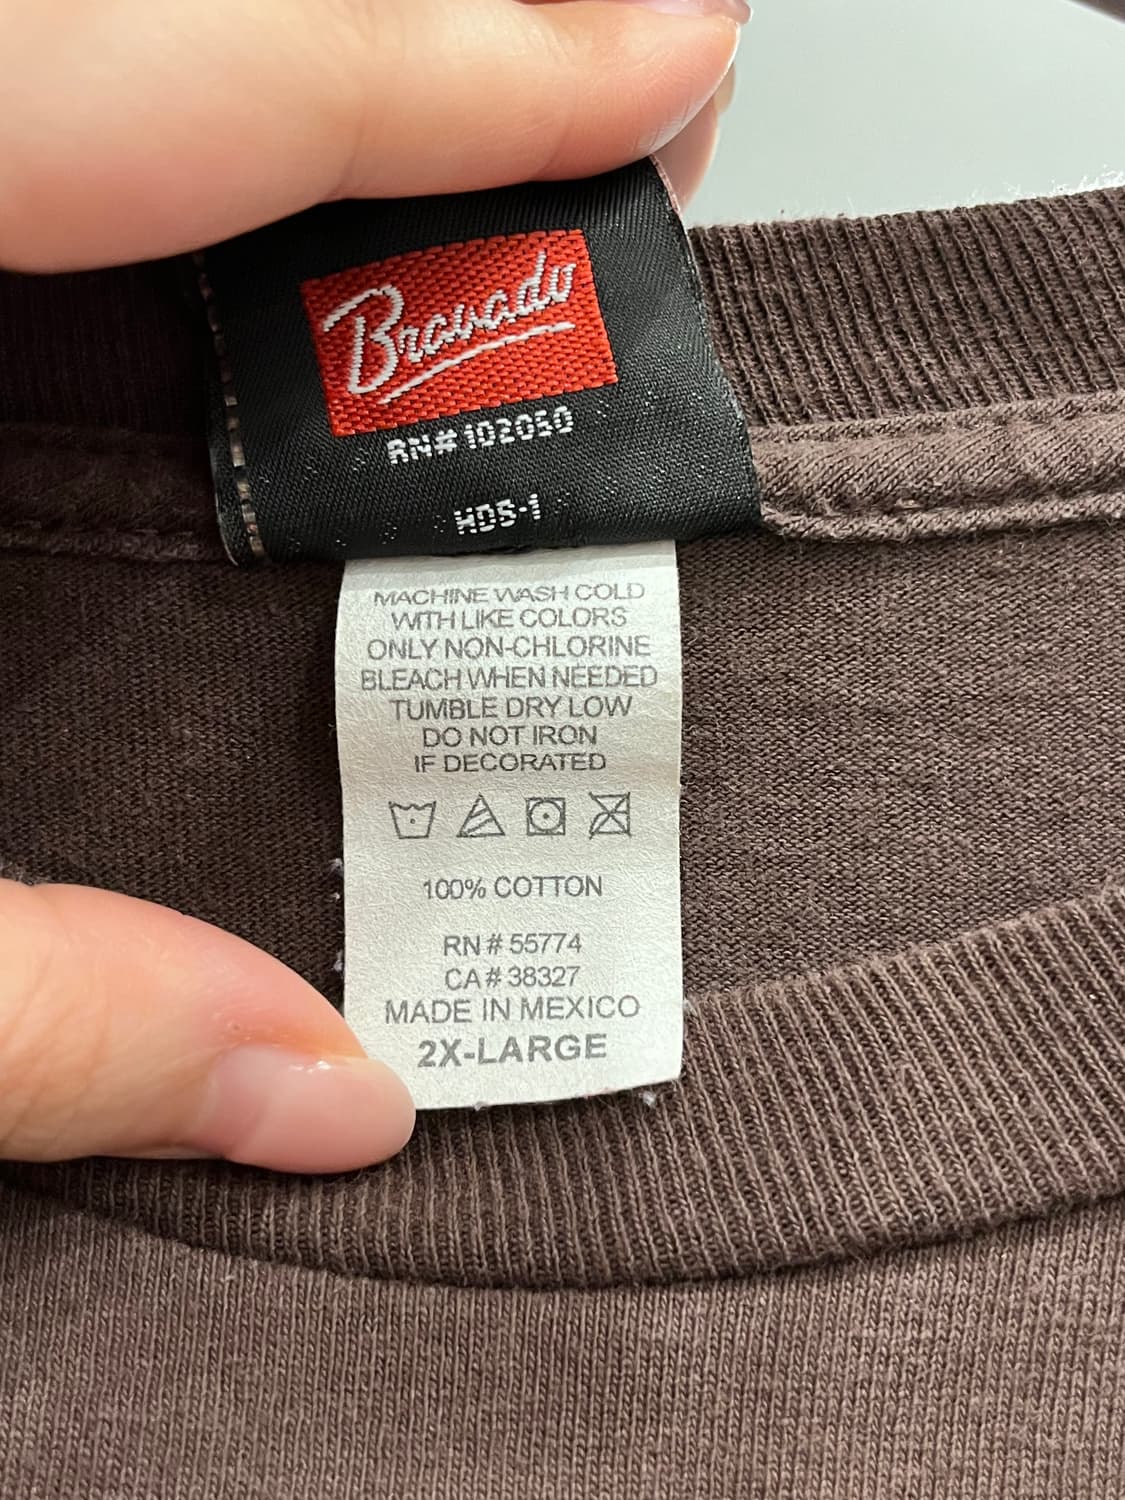 Bravado
RN# 102050
HDS-1
MACHINE WASH COLD
WITH LIKE COLORS
ONLY NON-CHLORINE
BLEACH WHEN NEEDED
TUMBLE DRY LOW
DO NOT IRON
IF DECORATED
100% COTTON
RN # 55774
CA # 38327
MADE IN MEXICO
2X-LARGE